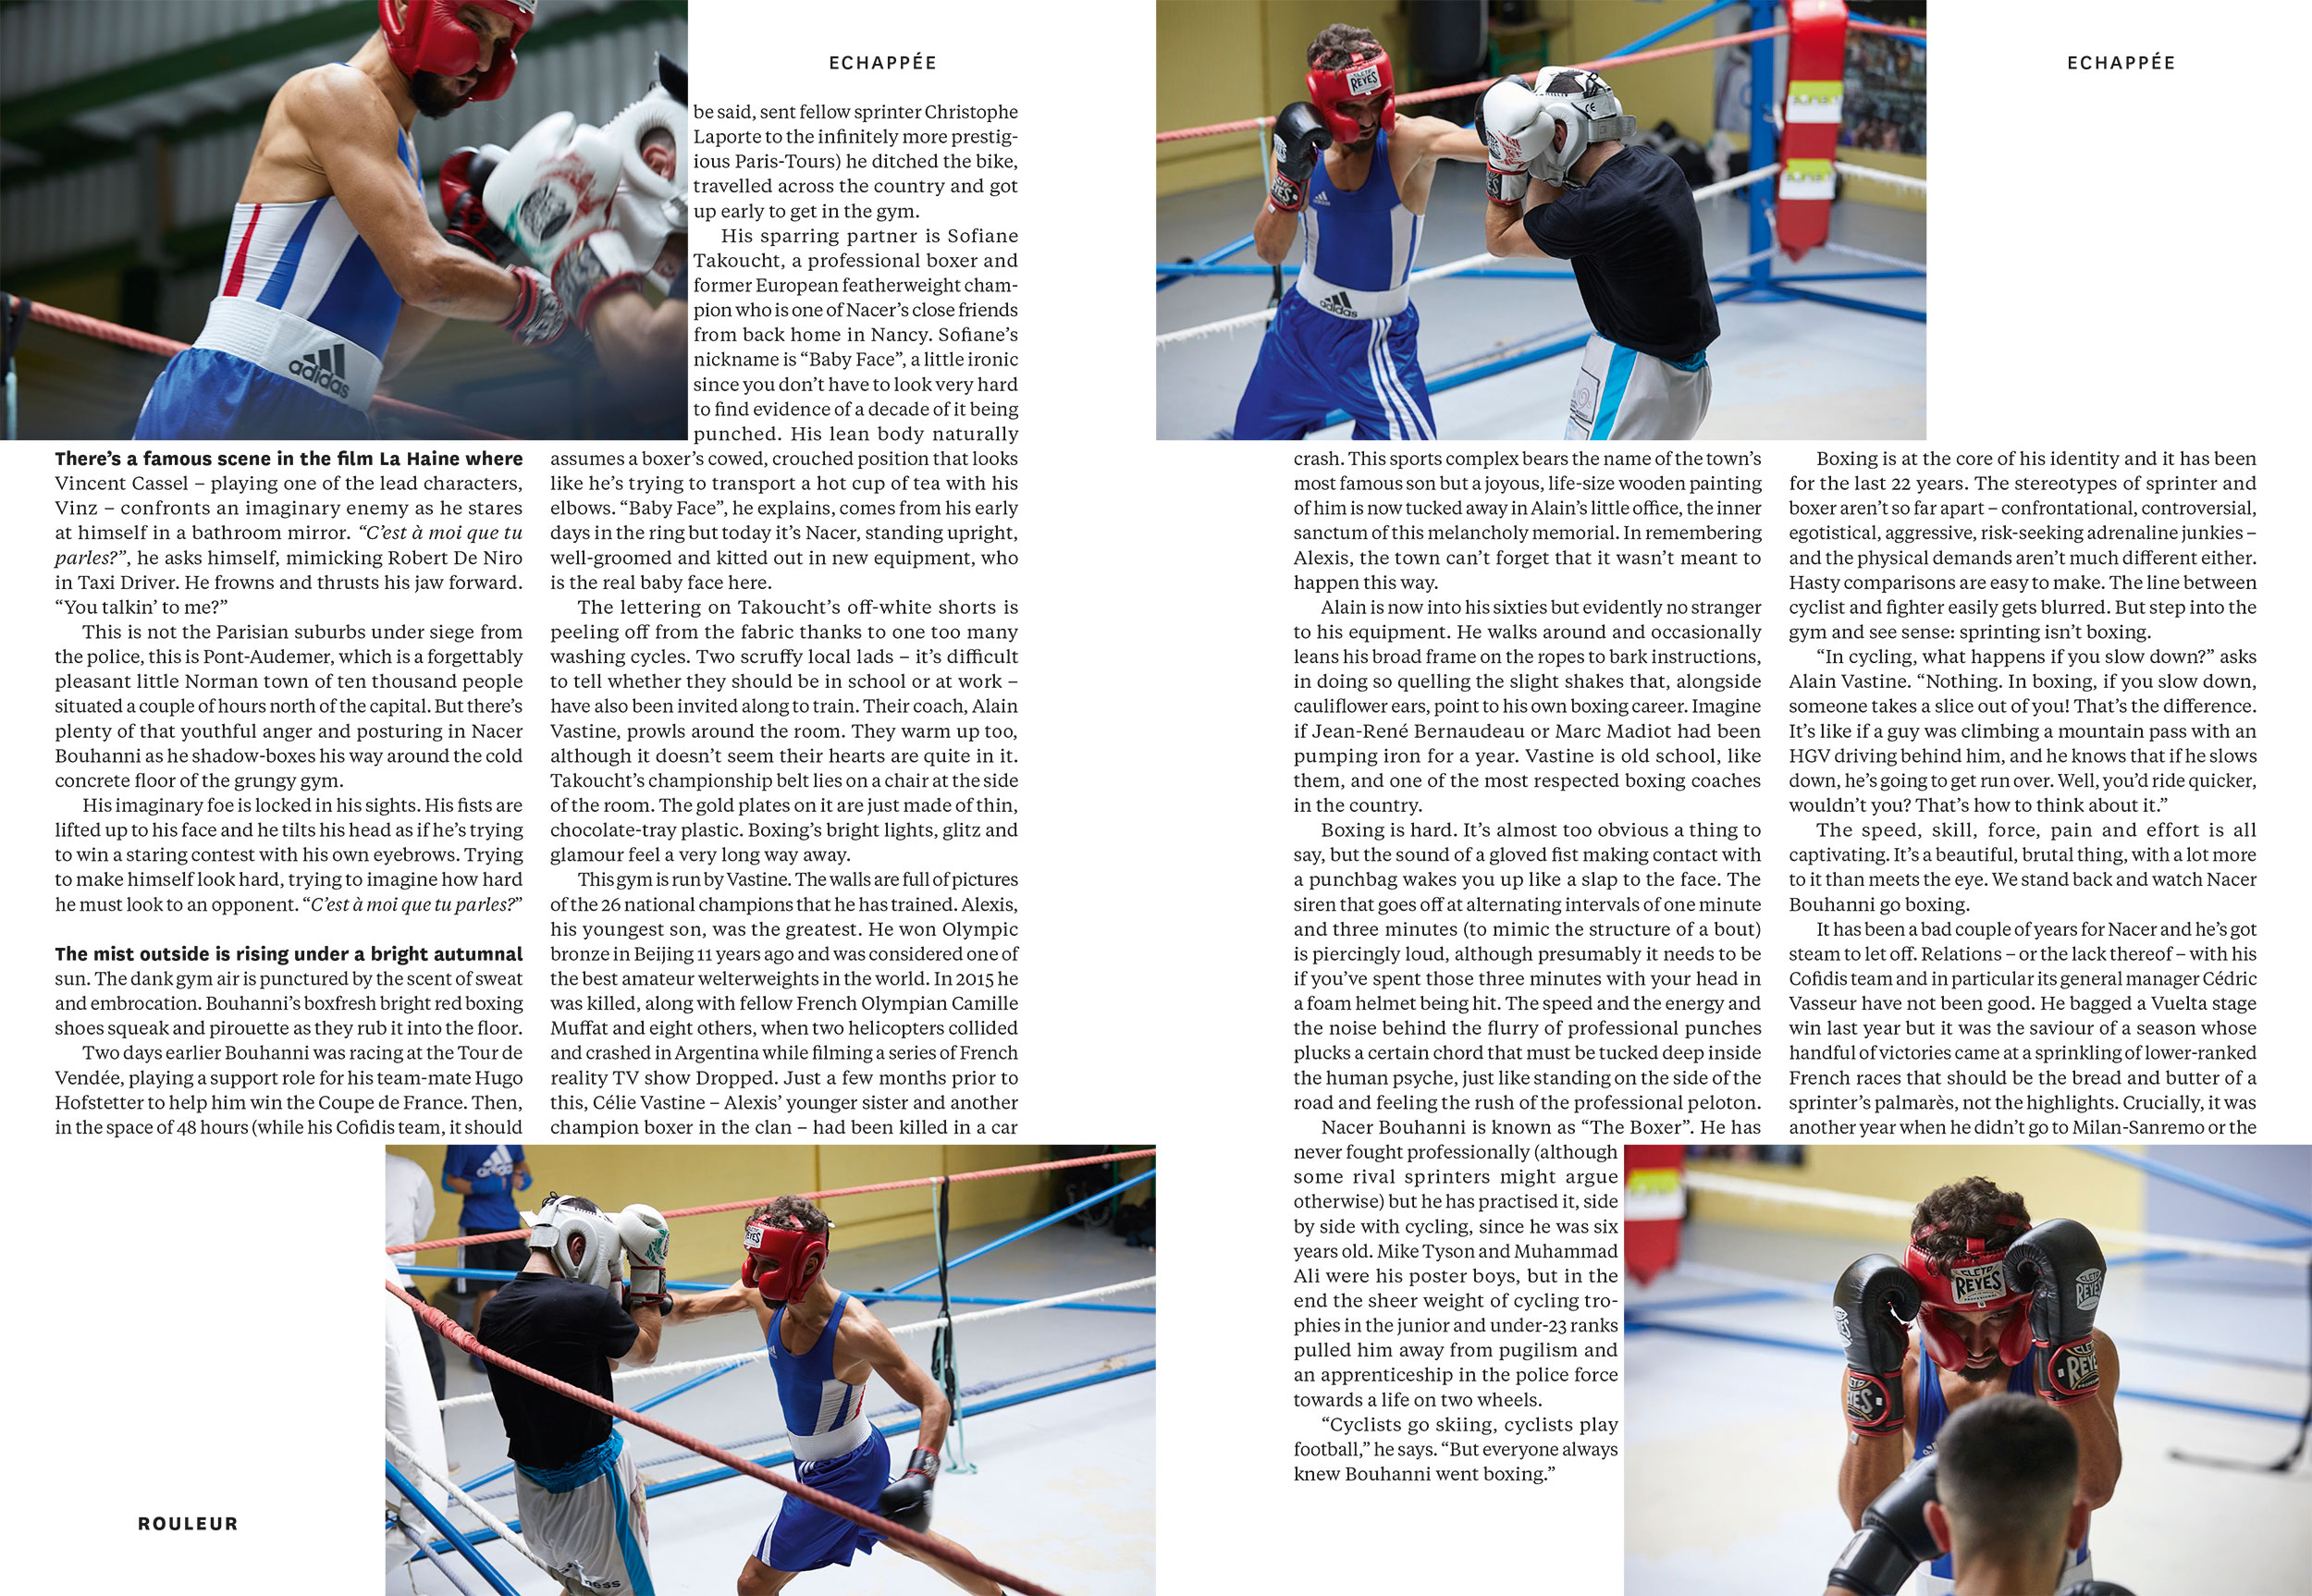 ECHAPPÉE
There's a famous scene in the film La Haine where
Vincent Cassel – playing one of the lead characters,
Vinz – confronts an imaginary enemy as he stares
at himself in a bathroom mirror. “C'est à moi que tu
parles?”, he asks himself, mimicking Robert De Niro
in Taxi Driver. He frowns and thrusts his jaw forward.
“You talkin' to me?”
This is not the Parisian suburbs under siege from
the police, this is Pont-Audemer, which is a forgettably
pleasant little Norman town of ten thousand people
situated a couple of hours north of the capital. But there's
plenty of that youthful anger and posturing in Nacer
Bouhanni as he shadow-boxes his way around the cold
concrete floor of the grungy gym.
His imaginary foe is locked in his sights. His fists are
lifted up to his face and he tilts his head as if he's trying
to win a staring contest with his own eyebrows. Trying
to make himself look hard, trying to imagine how hard
he must look to an opponent. “C'est à moi que tu parles?”
The mist outside is rising under a bright autumnal
sun. The dank gym air is punctured by the scent of sweat
and embrocation. Bouhanni's boxfresh bright red boxing
shoes squeak and pirouette as they rub it into the floor.
Two days earlier Bouhanni was racing at the Tour de
Vendée, playing a support role for his team-mate Hugo
Hofstetter to help him win the Coupe de France. Then,
in the space of 48 hours (while his Cofidis team, it should
be said, sent fellow sprinter Christophe
Laporte to the infinitely more prestig-
ious Paris-Tours) he ditched the bike,
travelled across the country and got
up early to get in the gym.
His sparring partner is Sofiane
Takoucht, a professional boxer and
former European featherweight cham-
pion who is one of Nacer's close friends
from back home in Nancy. Sofiane's
nickname is “Baby Face”, a little ironic
since you don't have to look very hard
to find evidence of a decade of it being
punched. His lean body naturally
assumes a boxer's cowed, crouched position that looks
like he's trying to transport a hot cup of tea with his
elbows. “Baby Face”, he explains, comes from his early
days in the ring but today it's Nacer, standing upright,
well-groomed and kitted out in new equipment, who
is the real baby face here.
The lettering on Takoucht's off-white shorts is
peeling off from the fabric thanks to one too many
washing cycles. Two scruffy local lads – it's difficult
to tell whether they should be in school or at work –
have also been invited along to train. Their coach, Alain
Vastine, prowls around the room. They warm up too,
although it doesn't seem their hearts are quite in it.
Takoucht's championship belt lies on a chair at the side
of the room. The gold plates on it are just made of thin,
chocolate-tray plastic. Boxing's bright lights, glitz and
glamour feel a very long way away.
This gym is run by Vastine. The walls are full of pictures
of the 26 national champions that he has trained. Alexis,
his youngest son, was the greatest. He won Olympic
bronze in Beijing 11 years ago and was considered one of
the best amateur welterweights in the world. In 2015 he
was killed, along with fellow French Olympian Camille
Muffat and eight others, when two helicopters collided
and crashed in Argentina while filming a series of French
reality TV show Dropped. Just a few months prior to
this, Célie Vastine – Alexis' younger sister and another
champion boxer in the clan – had been killed in a car
ROULEUR
ECHAPPÉE
crash. This sports complex bears the name of the town's
most famous son but a joyous, life-size wooden painting
of him is now tucked away in Alain's little office, the inner
sanctum of this melancholy memorial. In remembering
Alexis, the town can't forget that it wasn't meant to
happen this way.
Alain is now into his sixties but evidently no stranger
to his equipment. He walks around and occasionally
leans his broad frame on the ropes to bark instructions,
in doing so quelling the slight shakes that, alongside
cauliflower ears, point to his own boxing career. Imagine
if Jean-René Bernaudeau or Marc Madiot had been
pumping iron for a year. Vastine is old school, like
them, and one of the most respected boxing coaches
in the country.
Boxing is hard. It's almost too obvious a thing to
say, but the sound of a gloved fist making contact with
a punchbag wakes you up like a slap to the face. The
siren that goes off at alternating intervals of one minute
and three minutes (to mimic the structure of a bout)
is piercingly loud, although presumably it needs to be
if you've spent those three minutes with your head in
a foam helmet being hit. The speed and the energy and
the noise behind the flurry of professional punches
plucks a certain chord that must be tucked deep inside
the human psyche, just like standing on the side of the
road and feeling the rush of the professional peloton.
Nacer Bouhanni is known as “The Boxer”. He has
never fought professionally (although
some rival sprinters might argue
otherwise) but he has practised it, side
by side with cycling, since he was six
years old. Mike Tyson and Muhammad
Ali were his poster boys, but in the
end the sheer weight of cycling tro-
phies in the junior and under-23 ranks
pulled him away from pugilism and
an apprenticeship in the police force
towards a life on two wheels.
“Cyclists go skiing, cyclists play
football,” he says. “But everyone always
knew Bouhanni went boxing.”
Boxing is at the core of his identity and it has been
for the last 22 years. The stereotypes of sprinter and
boxer aren't so far apart – confrontational, controversial,
egotistical, aggressive, risk-seeking adrenaline junkies –
and the physical demands aren't much different either.
Hasty comparisons are easy to make. The line between
cyclist and fighter easily gets blurred. But step into the
gym and see sense: sprinting isn't boxing.
“In cycling, what happens if you slow down?” asks
Alain Vastine. “Nothing. In boxing, if you slow down,
someone takes a slice out of you! That's the difference.
It's like if a guy was climbing a mountain pass with an
HGV driving behind him, and he knows that if he slows
down, he's going to get run over. Well, you'd ride quicker,
wouldn't you? That's how to think about it.”
The speed, skill, force, pain and effort is all
captivating. It's a beautiful, brutal thing, with a lot more
to it than meets the eye. We stand back and watch Nacer
Bouhanni go boxing.
It has been a bad couple of years for Nacer and he's got
steam to let off. Relations – or the lack thereof – with his
Cofidis team and in particular its general manager Cédric
Vasseur have not been good. He bagged a Vuelta stage
win last year but it was the saviour of a season whose
handful of victories came at a sprinkling of lower-ranked
French races that should be the bread and butter of a
sprinter's palmarès, not the highlights. Crucially, it was
another year when he didn't go to Milan-Sanremo or the
adidas
CLETO
REYES
adidas
REYES
CLETO
REYES
REYES